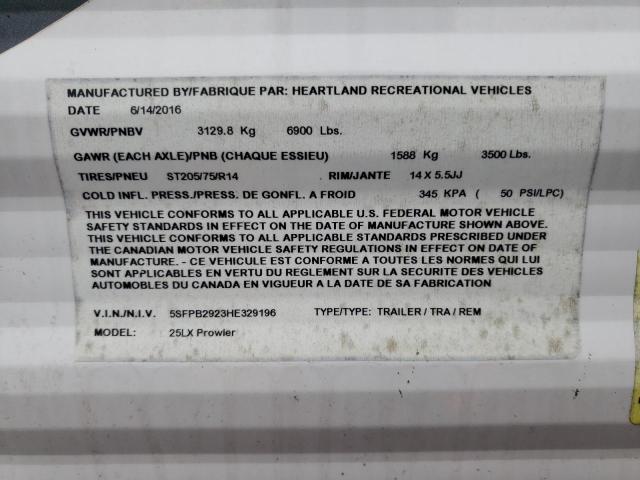 MANUFACTURED BY/FABRIQUE PAR: HEARTLAND RECREATIONAL VEHICLES
DATE 6/14/2016
GVWR/PNBV 3129.8 Kg 6900 Lbs.
GAWR (EACH AXLE)/PNB (CHAQUE ESSIEU) 1588 Kg 3500 Lbs.
TIRES/PNEU ST205/75/R14 RIM/JANTE 14 X 5.5JJ
COLD INFL. PRESS./PRESS. DE GONFL. A FROID 345 KPA ( 50 PSI/LPC)
THIS VEHICLE CONFORMS TO ALL APPLICABLE U.S. FEDERAL MOTOR VEHICLE
SAFETY STANDARDS IN EFFECT ON THE DATE OF MANUFACTURE SHOWN ABOVE.
THIS VEHICLE CONFORMS TO ALL APPLICABLE STANDARDS PRESCRIBED UNDER
THE CANADIAN MOTOR VEHICLE SAFETY REGULATIONS IN EFFECT ON DATE OF
MANUFACTURE. - CE VEHICULE EST CONFORME A TOUTES LES NORMES QUI LUI
SONT APPLICABLES EN VERTU DU REGLEMENT SUR LA SECURITE DES VEHICLES
AUTOMOBILES DU CANADA EN VIGUEUR A LA DATE DE SA FABRICATION
V.I.N./N.I.V. 5SFPB2923HE329196 TYPE/TYPE: TRAILER / TRA / REM
MODEL: 25LX Prowler